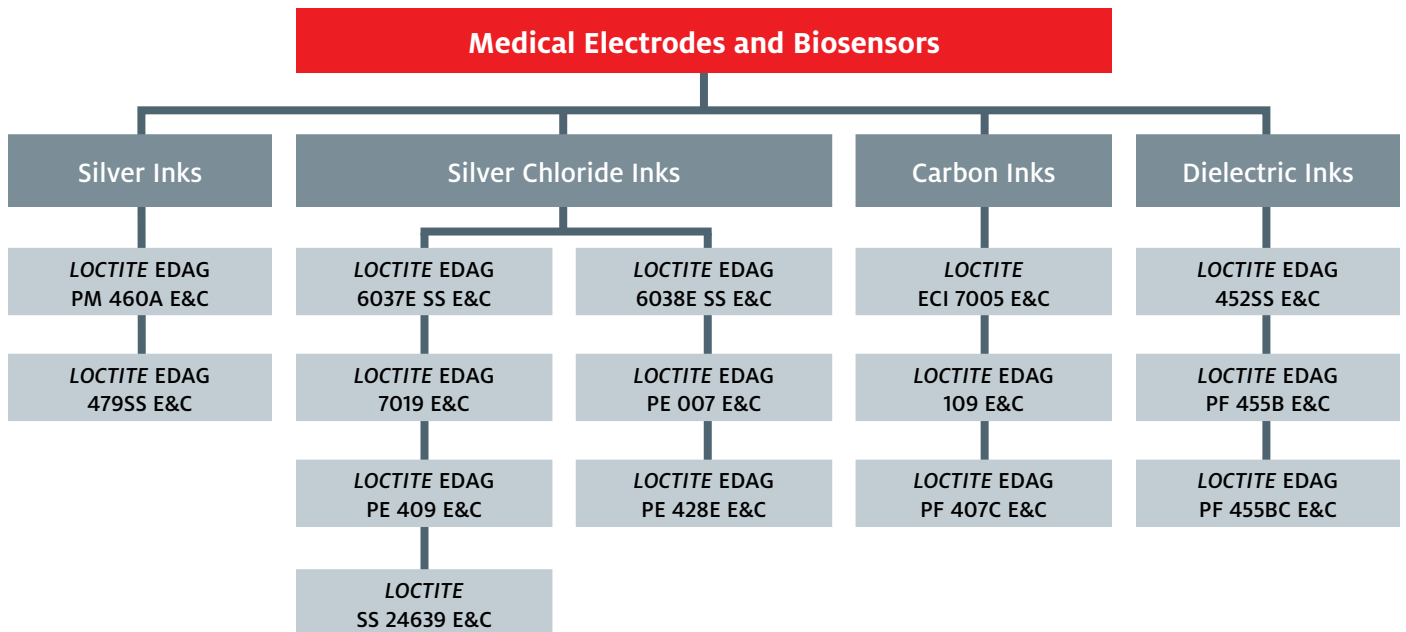 Medical Electrodes and Biosensors
Silver Inks
Silver Chloride Inks
Carbon Inks
Dielectric Inks
LOCTITE EDAG
PM 460A E&C
LOCTITE EDAG
479SS E&C
LOCTITE EDAG
6037E SS E&C
LOCTITE EDAG
7019 E&C
LOCTITE EDAG
PE 409 E&C
LOCTITE
SS 24639 E&C
LOCTITE EDAG
6038E SS E&C
LOCTITE EDAG
PE 007 E&C
LOCTITE EDAG
PE 428E E&C
LOCTITE
ECI 7005 E&C
LOCTITE EDAG
109 E&C
LOCTITE EDAG
PF 407C E&C
LOCTITE EDAG
452SS E&C
LOCTITE EDAG
PF 455B E&C
LOCTITE EDAG
PF 455BC E&C